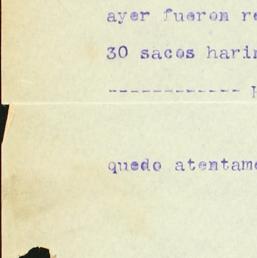 ayer fueron re
30 sacos harin
------------
quedo atentame